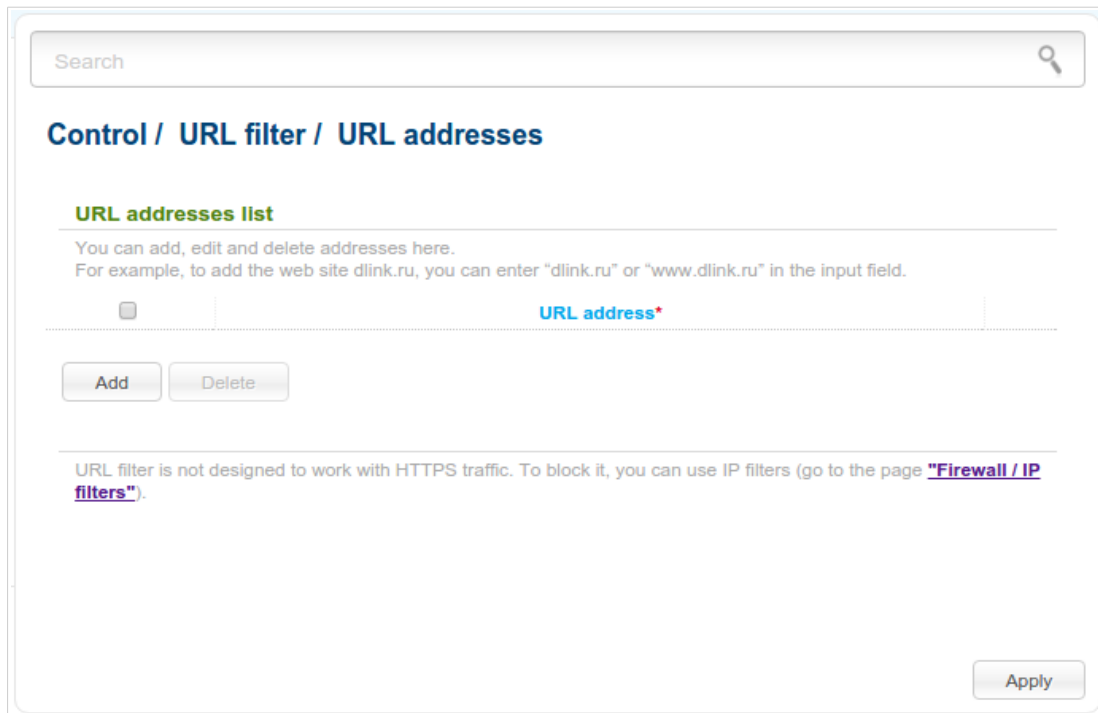 Search
Control / URL filter / URL addresses
URL addresses list
You can add, edit and delete addresses here.
For example, to add the web site dlink.ru, you can enter “dlink.ru” or “www.dlink.ru” in the input field.
URL address*
Add Delete
URL filter is not designed to work with HTTPS traffic. To block it, you can use IP filters (go to the page "Firewall / IP
filters").
Apply